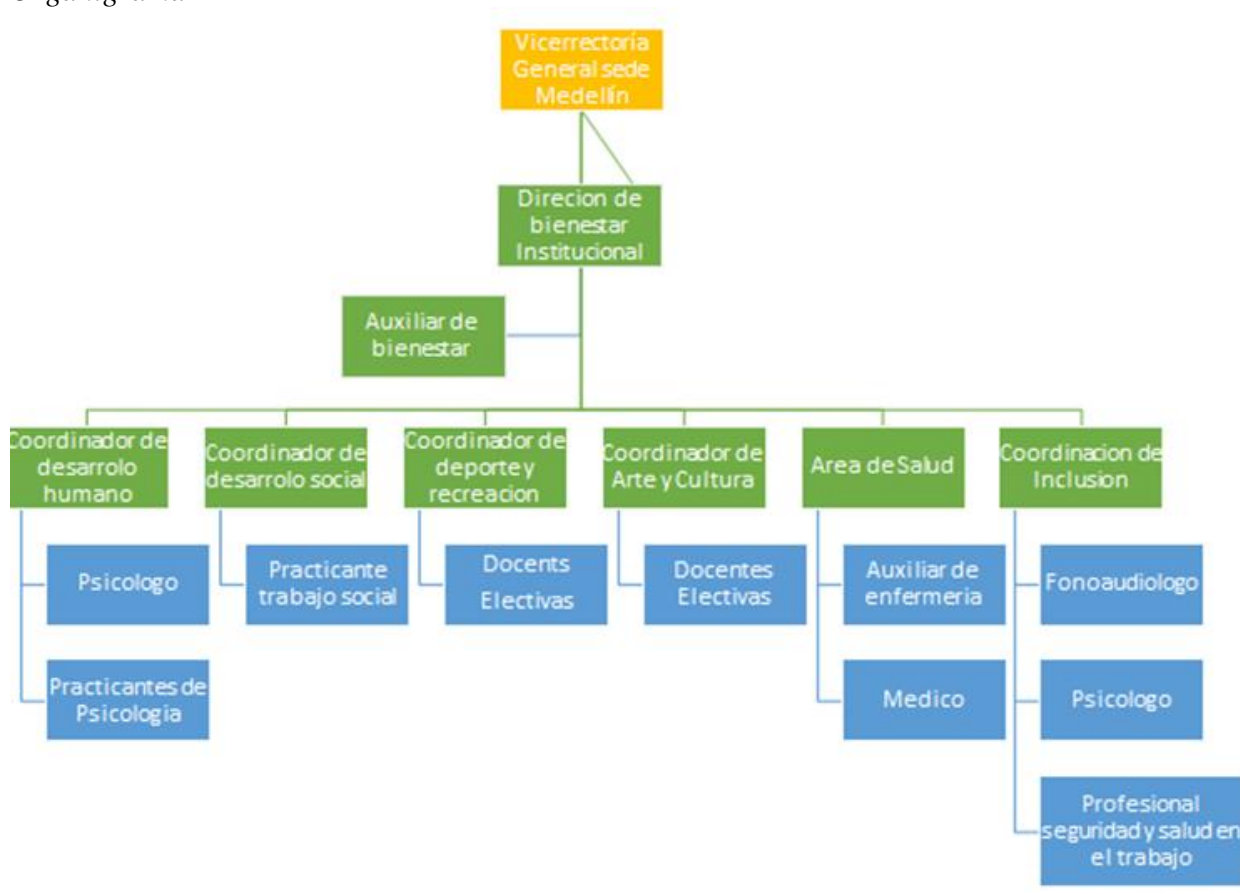 Vicerrectoría
General sede
Medellín
Direcion de
bienestar
Institucional
Auxiliar de
bienestar
Coordinador de
desarrolo
humano
Coordinador de
desarrolo social
Coordinador de
deporte y
recreacion
Coordinador de
Arte y Cultura
Area de Salud
Coordinacion de
Inclusion
Psicologo
Practicantes de
Psicologia
Practicante
trabajo social
Docents
Electivas
Docentes
Electivas
Auxiliar de
enfermeria
Medico
Fonoaudiologo
Psicologo
Profesional
seguridad y salud en
el trabajo